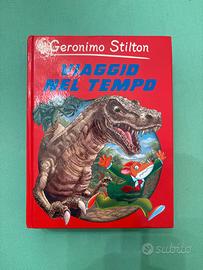 Geronimo Stilton
VIAGGIO
NEL TEMPO
subito